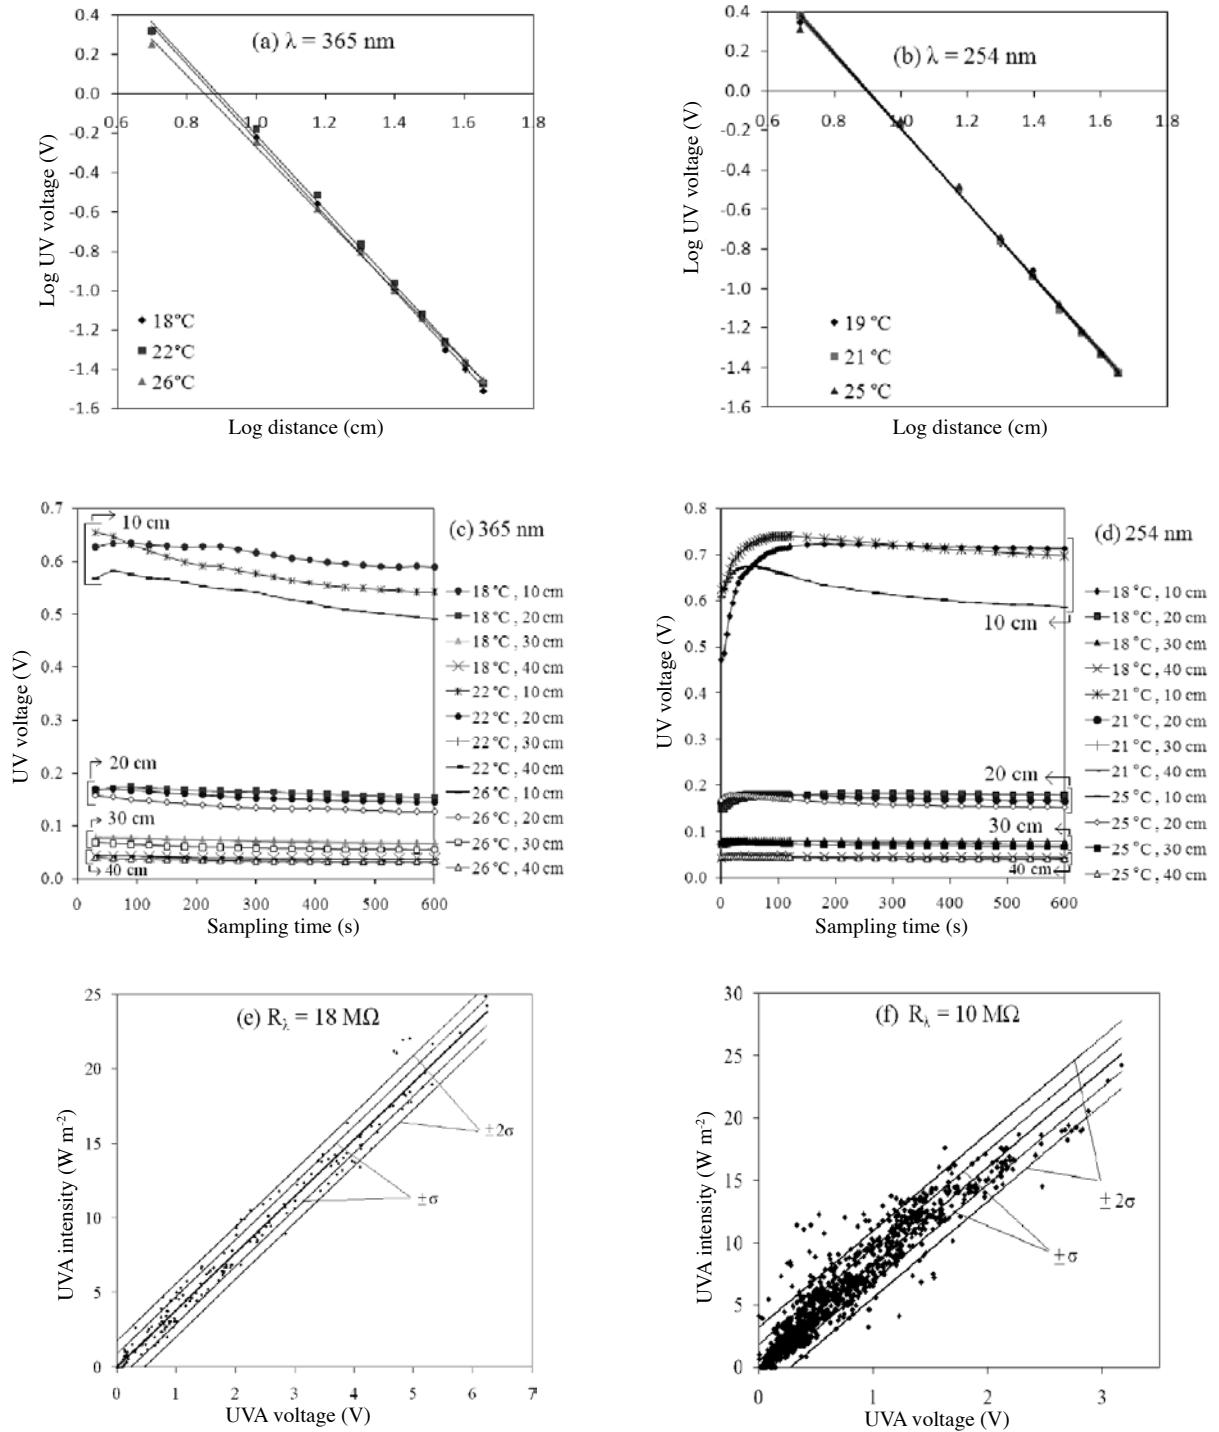 (a) λ = 365 nm
0.4
0.2
0.0
-0.2
-0.4
-0.6
-0.8
-1.0
-1.2
-1.4
-1.6
0.6 0.8 1.0 1.2 1.4 1.6 1.8
Log UV voltage (V)
18°C
22°C
26°C
Log distance (cm)
(b) λ = 254 nm
0.4
0.2
0.0
-0.2
-0.4
-0.6
-0.8
-1.0
-1.2
-1.4
-1.6
0.6 0.8 1.0 1.2 1.4 1.6 1.8
Log UV voltage (V)
19 °C
21 °C
25 °C
Log distance (cm)
(c) 365 nm
0.7
0.6
0.5
0.4
0.3
0.2
0.1
0.0
UV voltage (V)
10 cm
20 cm
30 cm
40 cm
18 °C , 10 cm
18 °C , 20 cm
18 °C , 30 cm
18 °C , 40 cm
22 °C , 10 cm
22 °C , 20 cm
22 °C , 30 cm
22 °C , 40 cm
26 °C , 10 cm
26 °C , 20 cm
26 °C , 30 cm
26 °C , 40 cm
0 100 200 300 400 500 600
Sampling time (s)
(d) 254 nm
0.8
0.7
0.6
0.5
0.4
0.3
0.2
0.1
0.0
UV voltage (V)
10 cm
20 cm
30 cm
40 cm
18 °C , 10 cm
18 °C , 20 cm
18 °C , 30 cm
18 °C , 40 cm
21 °C , 10 cm
21 °C , 20 cm
21 °C , 30 cm
21 °C , 40 cm
25 °C , 10 cm
25 °C , 20 cm
25 °C , 30 cm
25 °C , 40 cm
0 100 200 300 400 500 600
Sampling time (s)
(e) Rλ = 18 MΩ
25
20
15
10
5
0
UVA intensity (W m-2)
±2σ
±σ
0 1 2 3 4 5 6 7
UVA voltage (V)
(f) Rλ = 10 MΩ
30
25
20
15
10
5
0
UVA intensity (W m-2)
±2σ
±σ
0 1 2 3
UVA voltage (V)